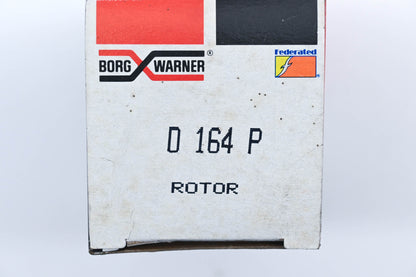 BORG WARNER ®
Federated
D 164 P
ROTOR